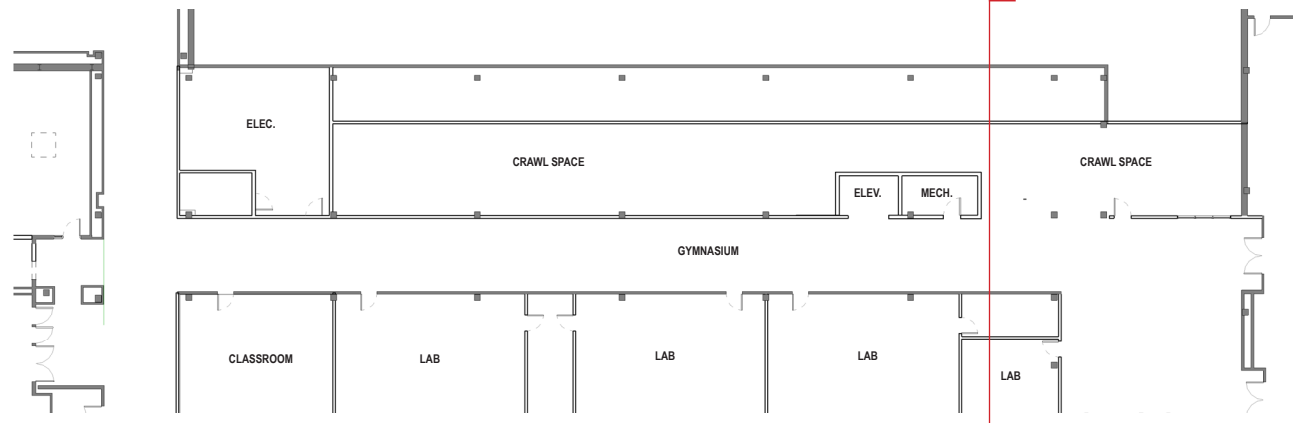 ELEC.
CRAWL SPACE
CRAWL SPACE
ELEV.
MECH.
GYMNASIUM
CLASSROOM
LAB
LAB
LAB
LAB